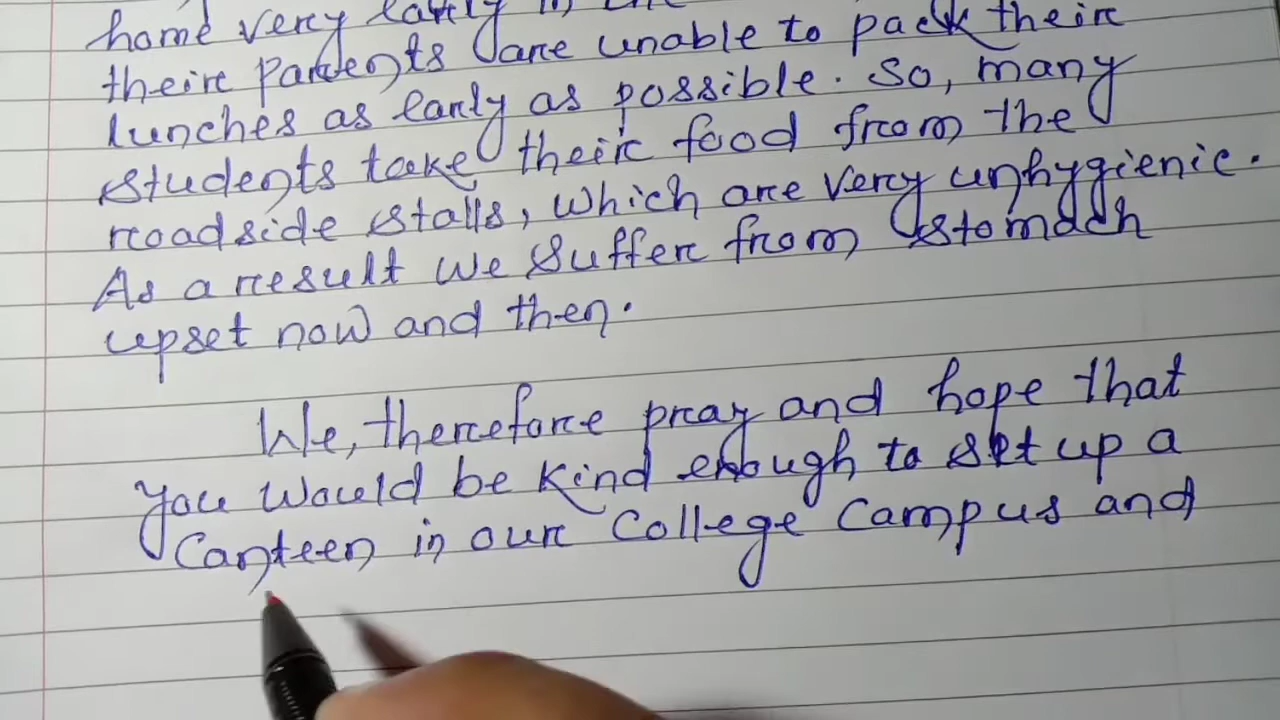 home very early in the
their parents are unable to pack their
lunches as early as possible. So, many
students take their food from the
roadside stalls, which are very unhygienic.
As a result we suffer from stomach
upset now and then.
We, therefore pray and hope that
you would be kind enough to set up a
Canteen in our College Campus and